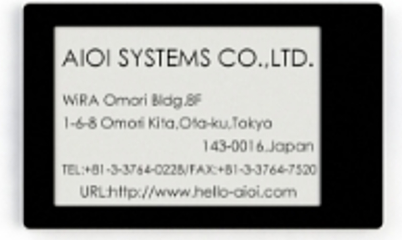 AIOI SYSTEMS CO.,LTD.
WiRA Omori Bldg.8F
1-6-8 Omori Kita,Ota-ku,Tokyo
143-0016.Japan
TEL:+81-3-3764-0228/FAX:+81-3-3764-7520
URL:http://www.hello-aioi.com